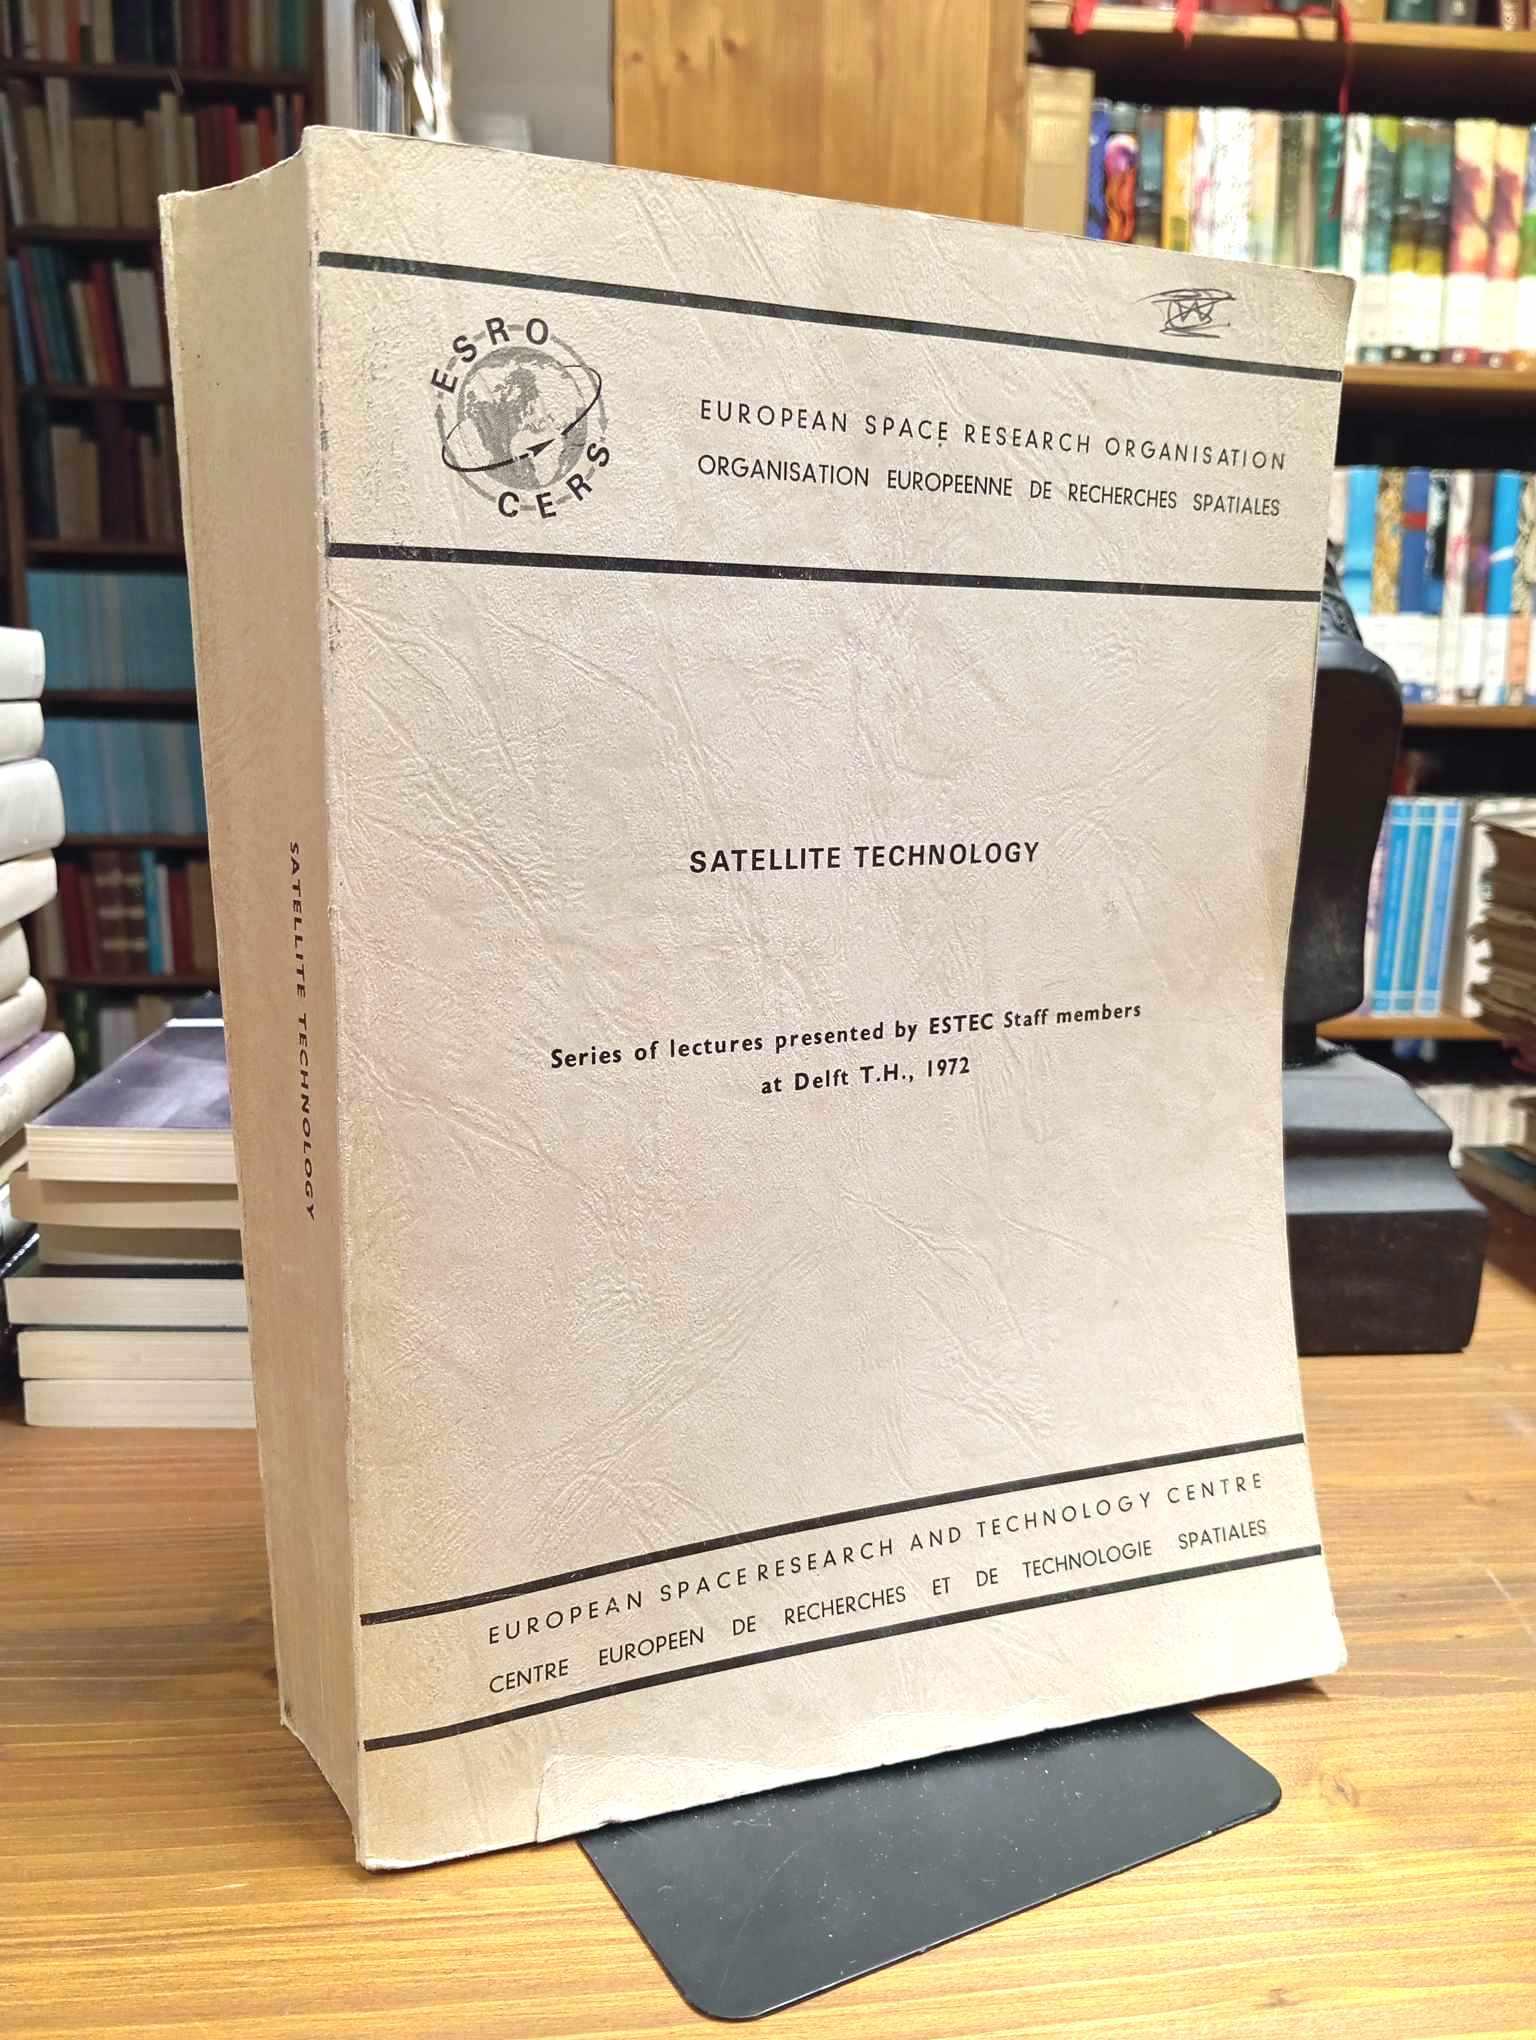 ESRO
CERS
EUROPEAN SPACE RESEARCH ORGANISATION
ORGANISATION EUROPEENNE DE RECHERCHES SPATIALES
SATELLITE TECHNOLOGY
Series of lectures presented by ESTEC Staff members
at Delft T.H., 1972
EUROPEAN SPACE RESEARCH AND TECHNOLOGY CENTRE
CENTRE EUROPEEN DE RECHERCHES ET DE TECHNOLOGIE SPATIALES
SATELLITE TECHNOLOGY